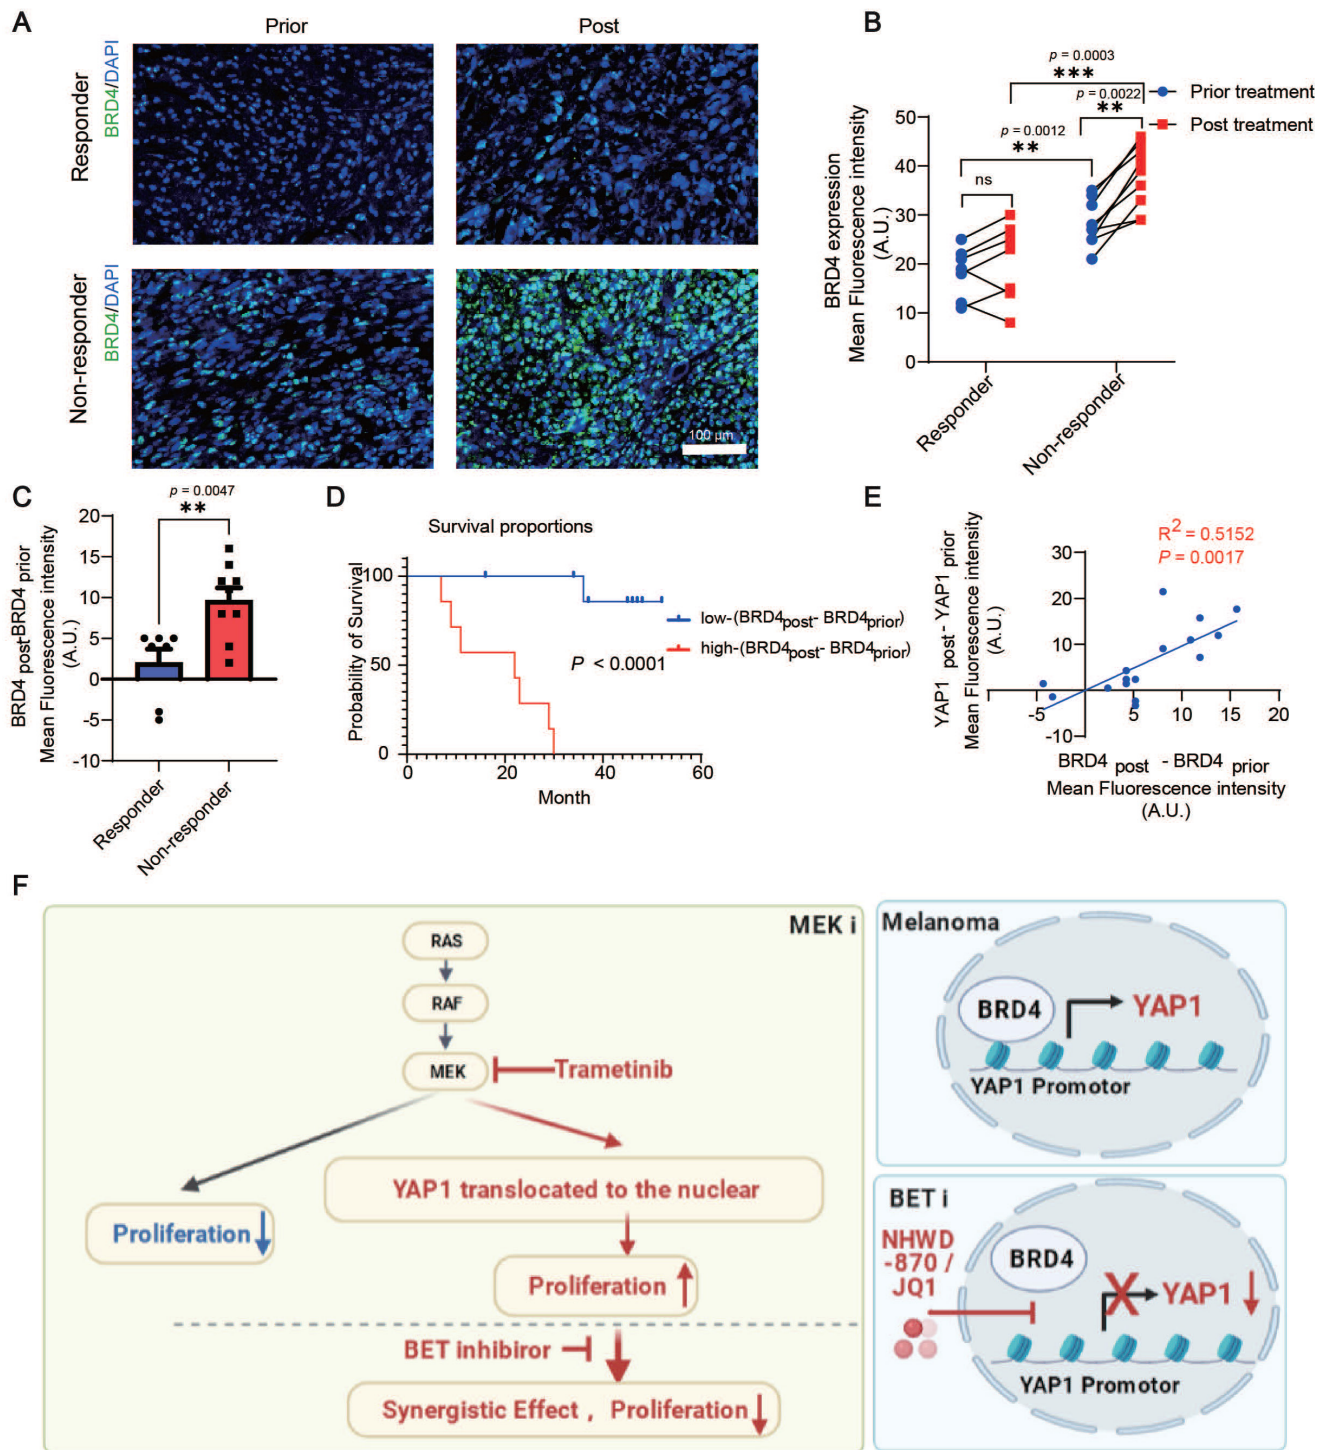 A
Prior
Post
Responder
BRD4/DAPI
Non-responder
BRD4/DAPI
100 μm
B
p = 0.0003
***
p = 0.0022
**
p = 0.0012
**
ns
Prior treatment
Post treatment
BRD4 expression
Mean Fluorescence intensity
(A.U.)
50
40
30
20
10
0
Responder
Non-responder
C
p = 0.0047
**
BRD4 post-BRD4 prior
Mean Fluorescence intensity
(A.U.)
20
15
10
5
0
-5
-10
Responder
Non-responder
D
Survival proportions
Probability of Survival
100
50
0
0
20
40
60
Month
low-(BRD4post- BRD4prior)
high-(BRD4post- BRD4prior)
P < 0.0001
E
YAP1 post - YAP1 prior
Mean Fluorescence intensity
(A.U.)
R2 = 0.5152
P = 0.0017
30
20
10
-10
-5
5
10
15
20
BRD4 post - BRD4 prior
Mean Fluorescence intensity
(A.U.)
F
MEK i
RAS
RAF
MEK
Trametinib
YAP1 translocated to the nuclear
Proliferation
Proliferation
BET inhibiror
Synergistic Effect , Proliferation
Melanoma
BRD4
YAP1
YAP1 Promotor
BET i
NHWD
-870 /
JQ1
BRD4
X
YAP1
YAP1 Promotor